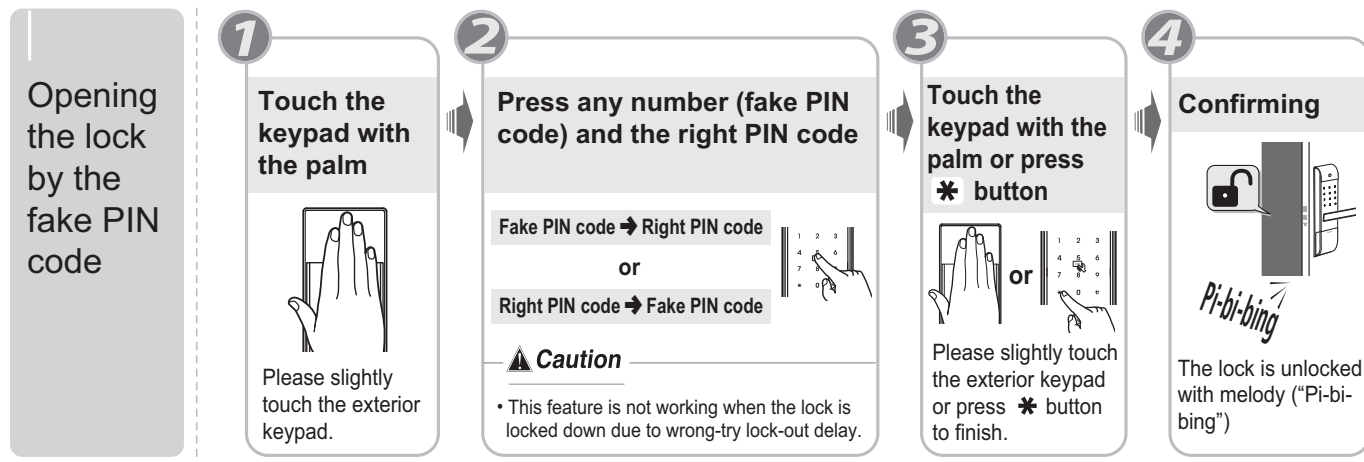 Opening
the lock
by the
fake PIN
code
1
Touch the
keypad with
the palm
Please slightly
touch the exterior
keypad.
2
Press any number (fake PIN
code) and the right PIN code
Fake PIN code ➔ Right PIN code
or
Right PIN code ➔ Fake PIN code
1 2 3
4 5 6
7 8
* 0
Caution
• This feature is not working when the lock is
locked down due to wrong-try lock-out delay.
3
Touch the
keypad with the
palm or press
✱ button
or
1 2 3
4 5 6
7 8 9
0
Please slightly touch
the exterior keypad
or press ✱ button
to finish.
4
Confirming
Pi-bi-bing
The lock is unlocked
with melody (“Pi-bi-
bing”)